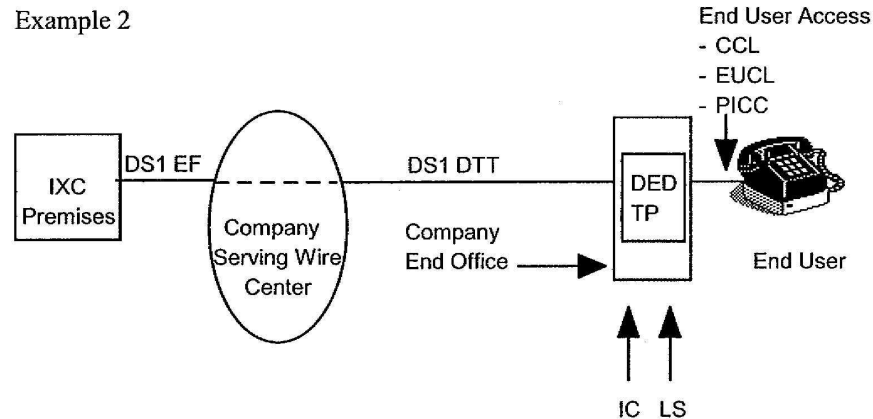 Example 2
End User Access
- CCL
- EUCL
- PICC
IXC
Premises
DS1 EF
DS1 DTT
DED
TP
Company
Serving Wire
Center
Company
End Office
End User
IC LS